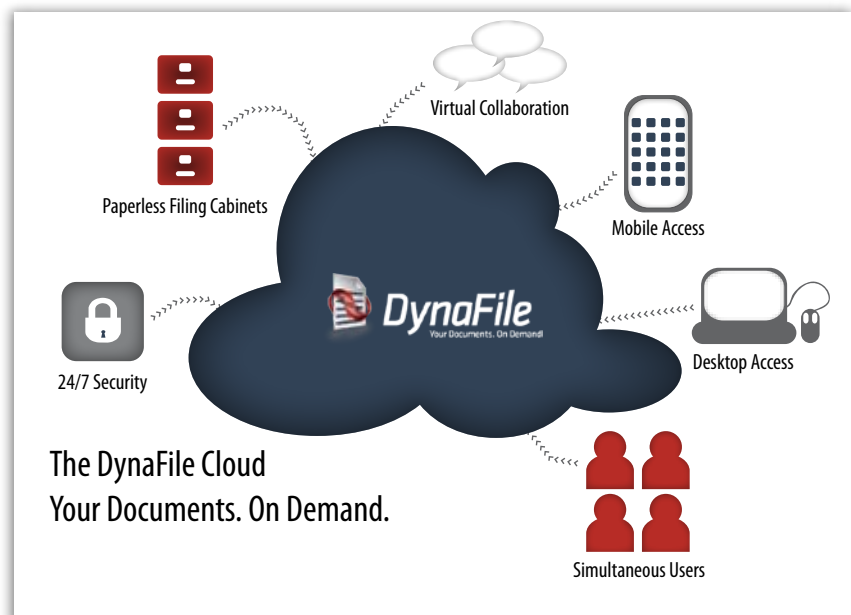 Virtual Collaboration
Paperless Filing Cabinets
Mobile Access
DynaFile
Your Documents. On Demand!
24/7 Security
Desktop Access
The DynaFile Cloud
Your Documents. On Demand.
Simultaneous Users